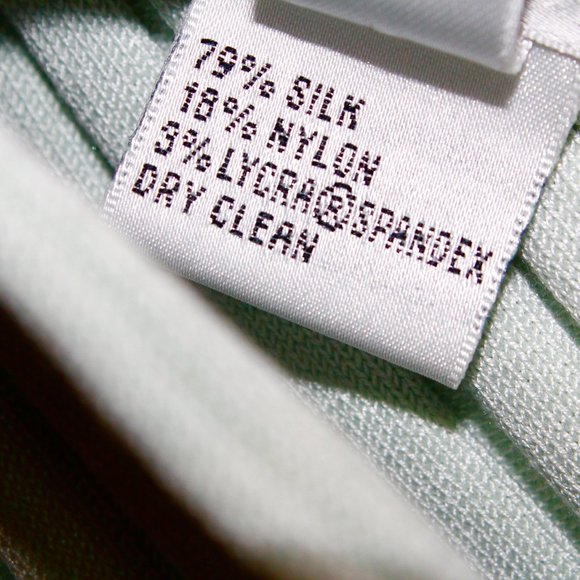 79% SILK
18% NYLON
3% LYCRA®SPANDEX
DRY CLEAN